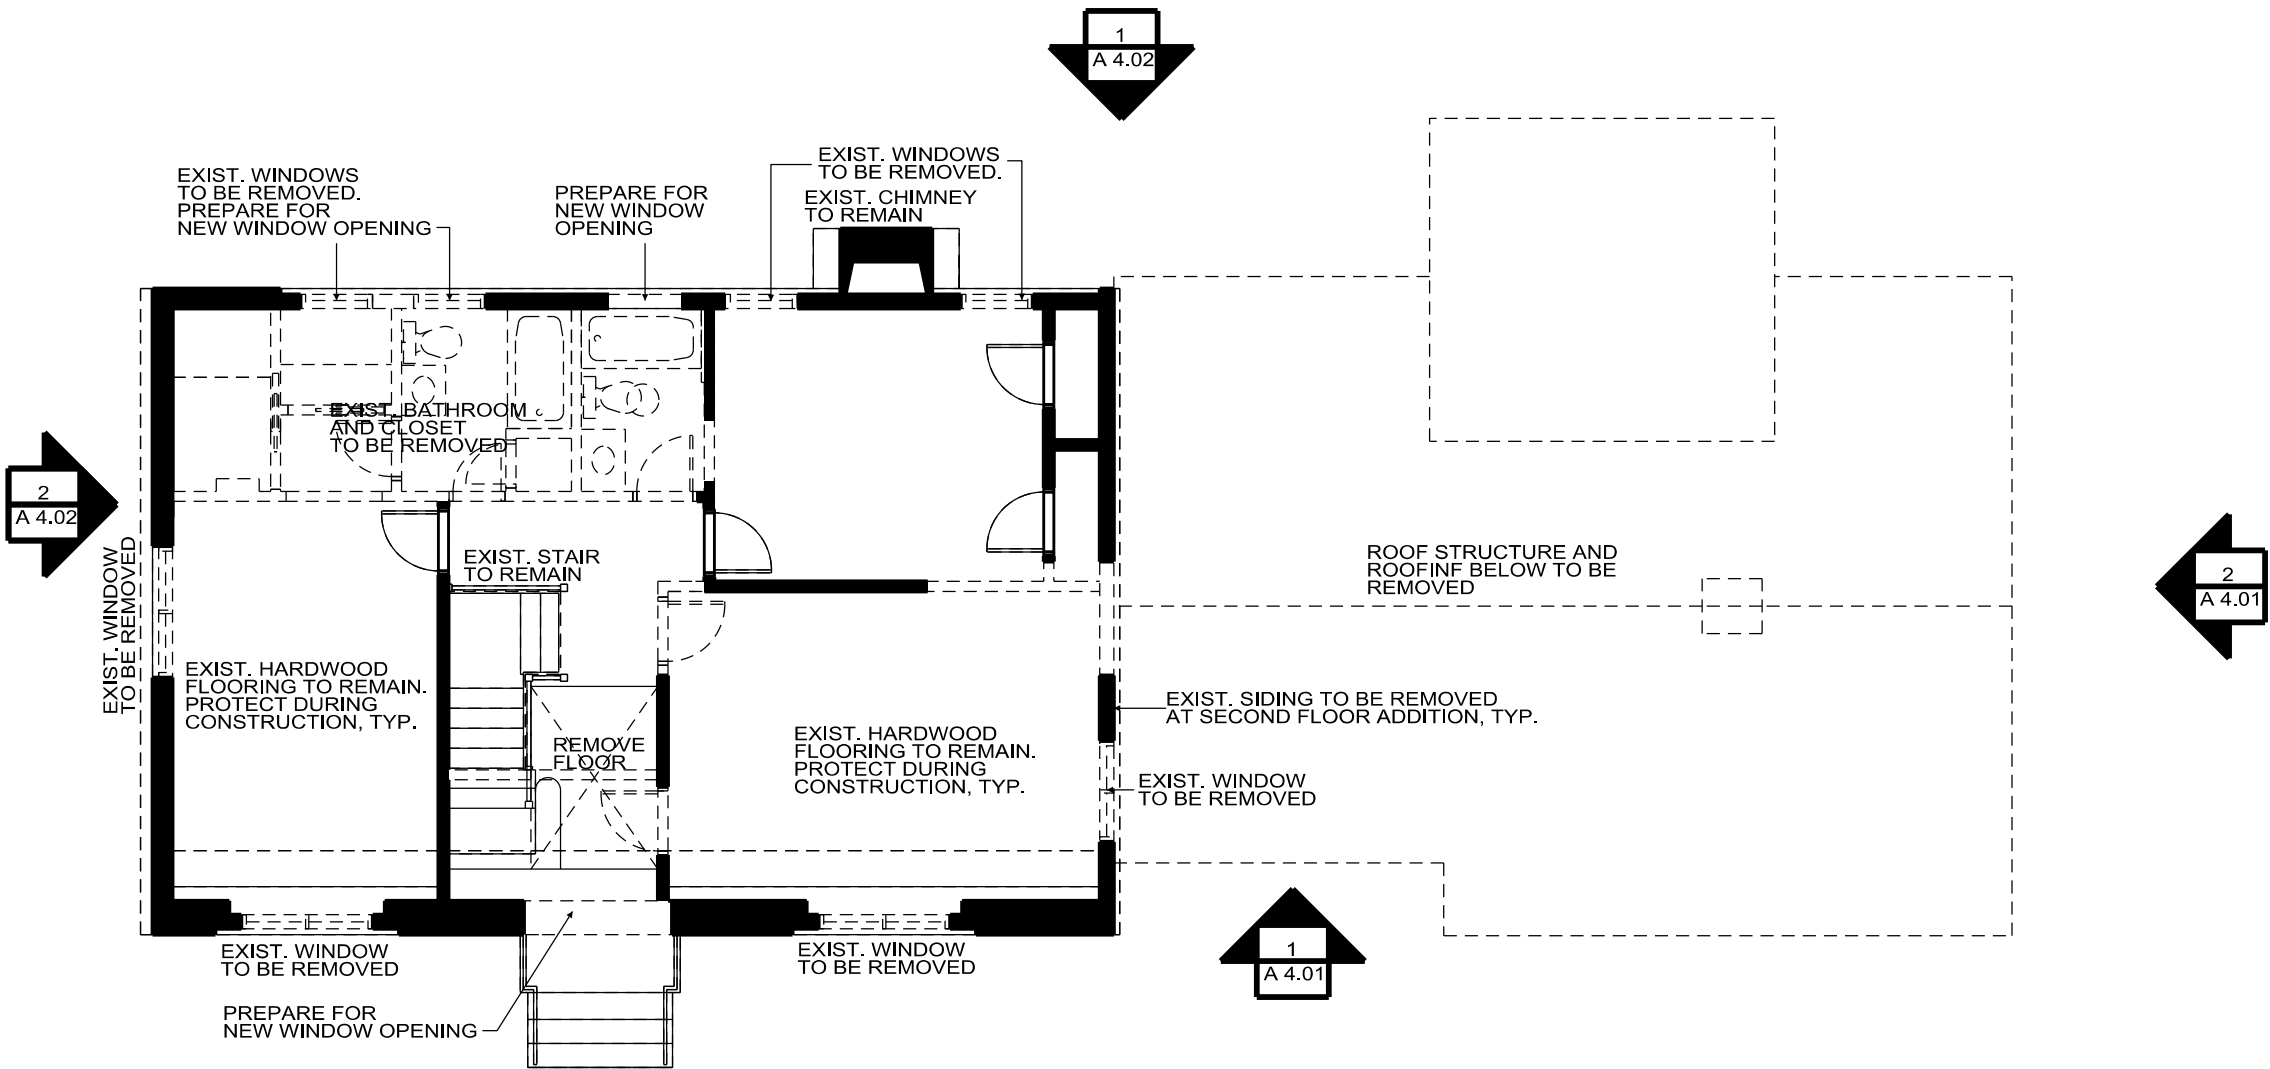 1
A 4.02
EXIST. WINDOWS
TO BE REMOVED.
PREPARE FOR
NEW WINDOW OPENING
PREPARE FOR
NEW WINDOW
OPENING
EXIST. WINDOWS
TO BE REMOVED.
EXIST. CHIMNEY
TO REMAIN
EXIST. BATHROOM
AND CLOSET
TO BE REMOVED
2
A 4.02
EXIST. WINDOW
TO BE REMOVED
EXIST. STAIR
TO REMAIN
ROOF STRUCTURE AND
ROOFINF BELOW TO BE
REMOVED
2
A 4.01
EXIST. HARDWOOD
FLOORING TO REMAIN.
PROTECT DURING
CONSTRUCTION, TYP.
REMOVE
FLOOR
EXIST. HARDWOOD
FLOORING TO REMAIN.
PROTECT DURING
CONSTRUCTION, TYP.
EXIST. SIDING TO BE REMOVED
AT SECOND FLOOR ADDITION, TYP.
EXIST. WINDOW
TO BE REMOVED
EXIST. WINDOW
TO BE REMOVED
EXIST. WINDOW
TO BE REMOVED
1
A 4.01
PREPARE FOR
NEW WINDOW OPENING